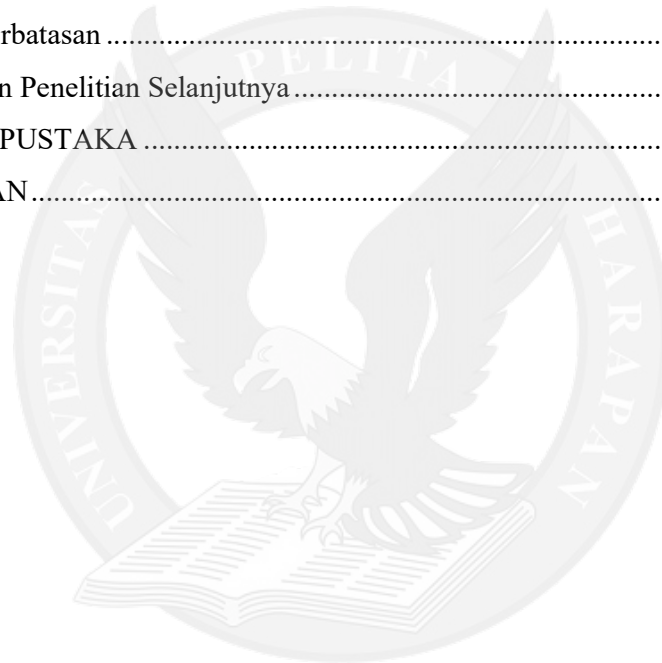 rbatasan ..........................................................................
n Penelitian Selanjutnya ..................................................
PUSTAKA .....................................................................
AN .................................................................................
UNIVERSITAS PELITA HARAPAN